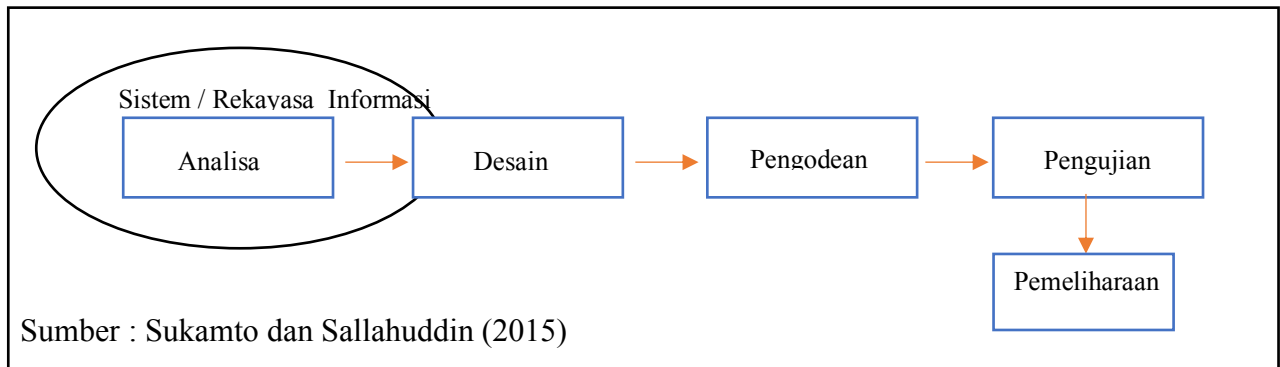 Sistem / Rekayasa Informasi
Analisa
Desain
Pengodean
Pengujian
Pemeliharaan
Sumber : Sukamto dan Sallahuddin (2015)